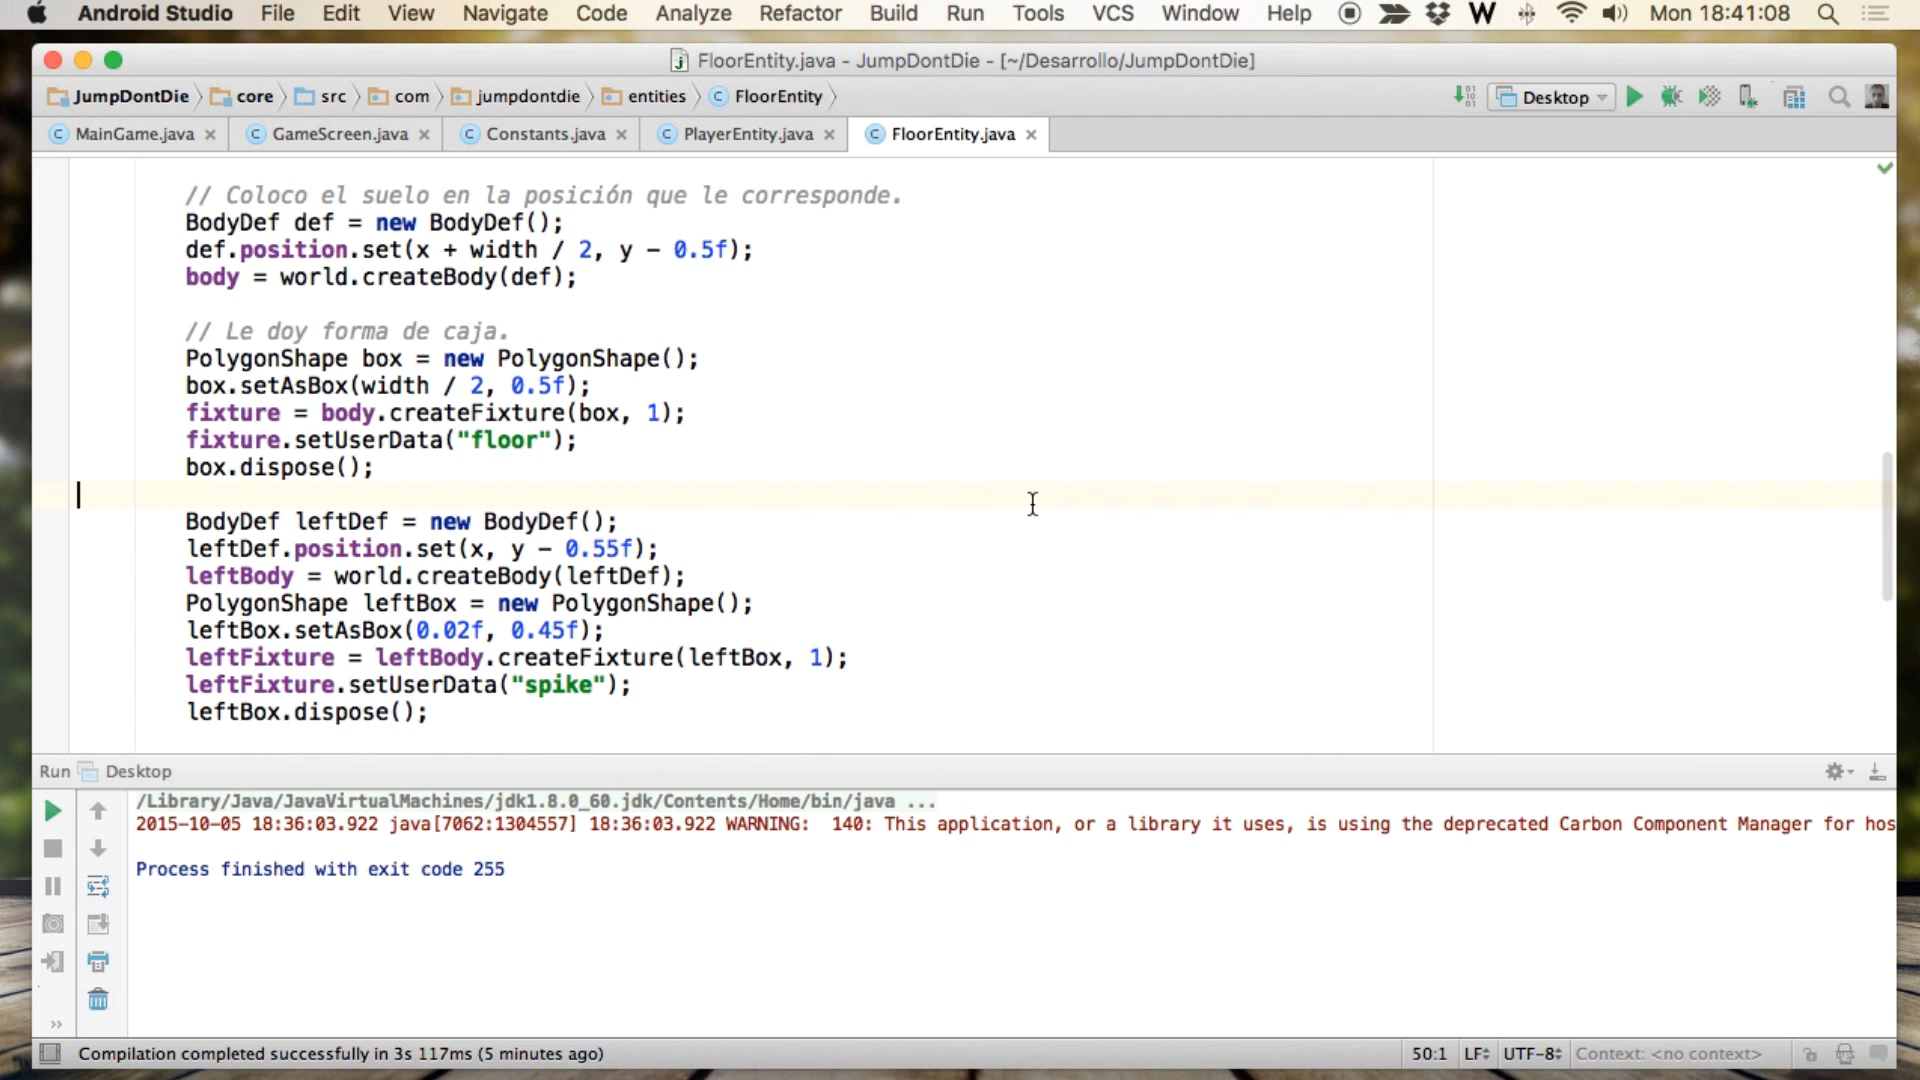 Android Studio File Edit View Navigate Code Analyze Refactor Build Run Tools VCS Window Help W Mon 18:41:08
FloorEntity.java - JumpDontDie - [~/Desarrollo/JumpDontDie]
JumpDontDie core src com jumpdontdie entities FloorEntity Desktop
MainGame.java GameScreen.java Constants.java PlayerEntity.java FloorEntity.java
// Coloco el suelo en la posición que le corresponde.
BodyDef def = new BodyDef();
def.position.set(x + width / 2, y - 0.5f);
body = world.createBody(def);
// Le doy forma de caja.
PolygonShape box = new PolygonShape();
box.setAsBox(width / 2, 0.5f);
fixture = body.createFixture(box, 1);
fixture.setUserData("floor");
box.dispose();
BodyDef leftDef = new BodyDef();
leftDef.position.set(x, y - 0.55f);
leftBody = world.createBody(leftDef);
PolygonShape leftBox = new PolygonShape();
leftBox.setAsBox(0.02f, 0.45f);
leftFixture = leftBody.createFixture(leftBox, 1);
leftFixture.setUserData("spike");
leftBox.dispose();
Run Desktop
/Library/Java/JavaVirtualMachines/jdk1.8.0_60.jdk/Contents/Home/bin/java ...
2015-10-05 18:36:03.922 java[7062:1304557] 18:36:03.922 WARNING:  140: This application, or a library it uses, is using the deprecated Carbon Component Manager for hos
Process finished with exit code 255
Compilation completed successfully in 3s 117ms (5 minutes ago) 50:1 LF UTF-8 Context: <no context>